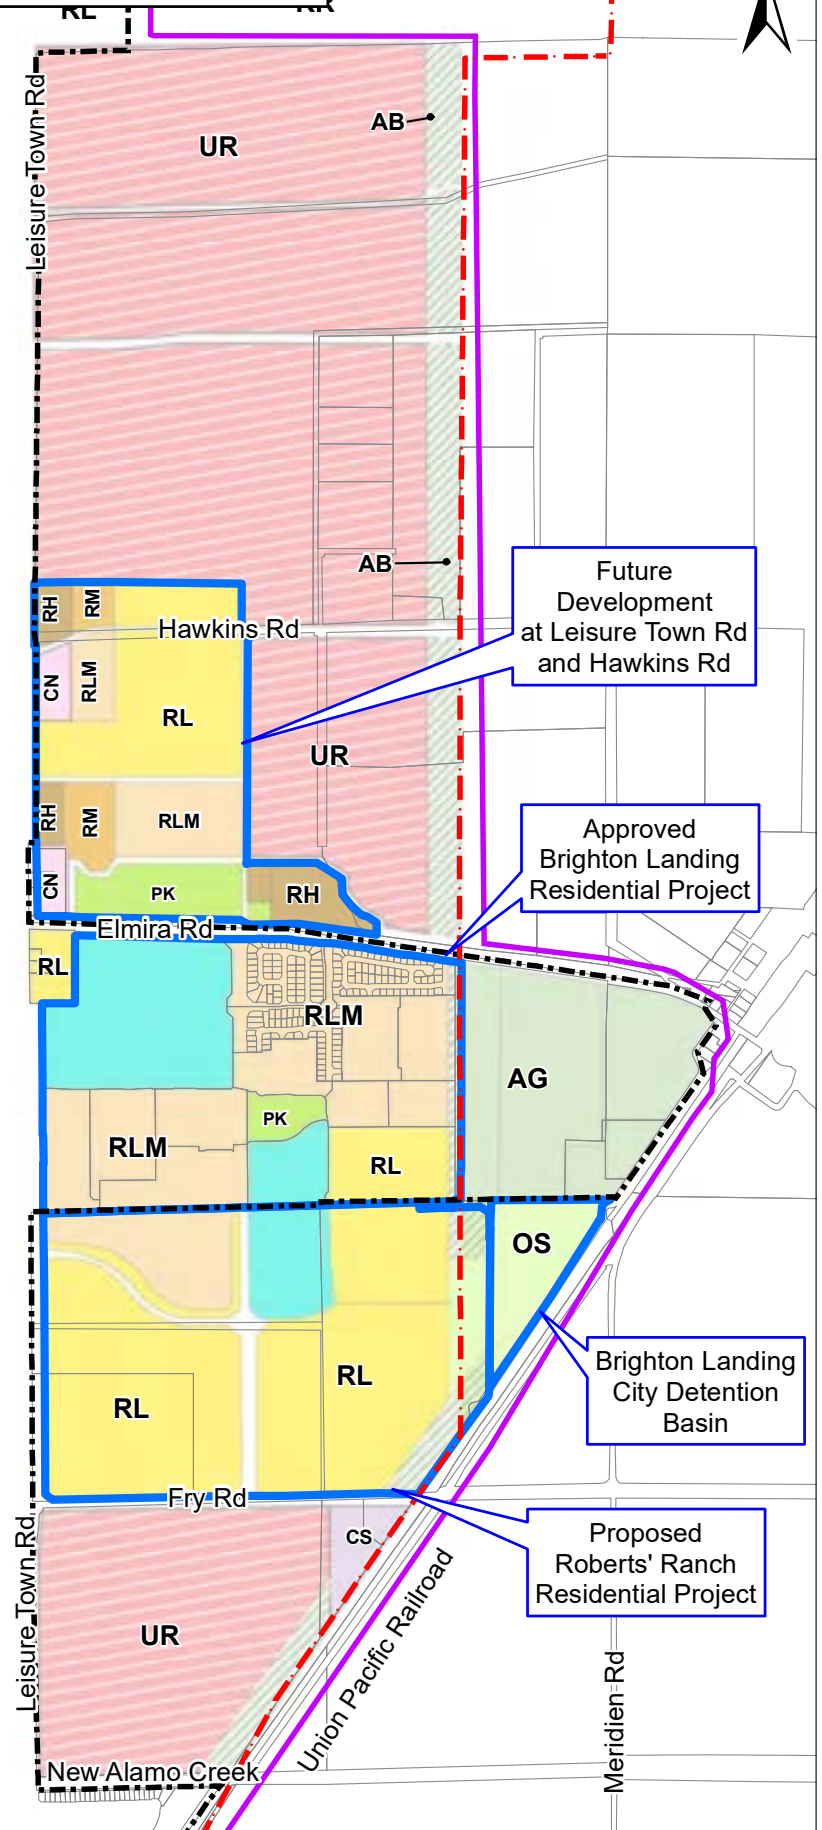 RL
RR
Leisure Town Rd
UR
AB
AB
Future
Development
at Leisure Town Rd
and Hawkins Rd
RH
RM
Hawkins Rd
CN
RLM
RL
UR
RH
RM
RLM
Approved
Brighton Landing
Residential Project
CN
PK
RH
Elmira Rd
RL
RLM
AG
PK
RLM
RL
OS
Brighton Landing
City Detention
Basin
RL
RL
Fry Rd
Proposed
Roberts' Ranch
Residential Project
CS
Leisure Town Rd
UR
Union Pacific Railroad
Meridien Rd
New Alamo Creek